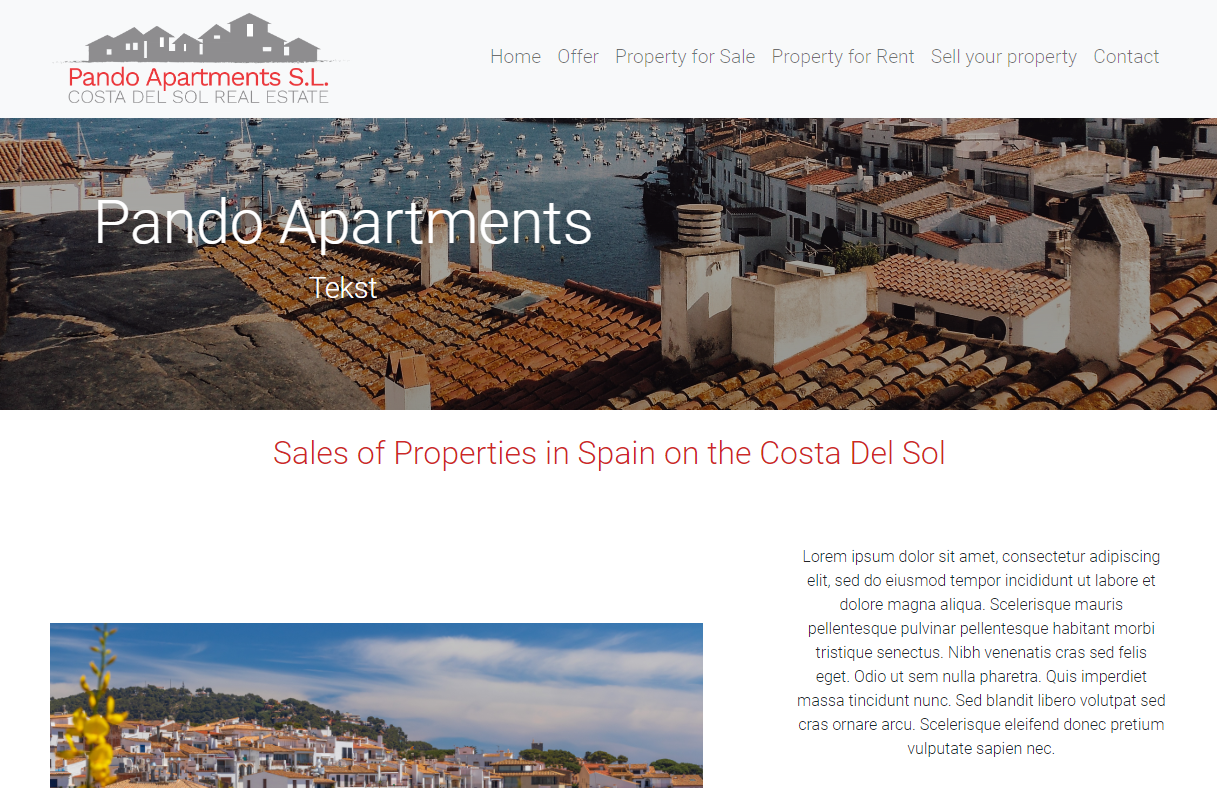 Pando Apartments S.L.
COSTA DEL SOL REAL ESTATE
Home Offer Property for Sale Property for Rent Sell your property Contact
Pando Apartments
Tekst
Sales of Properties in Spain on the Costa Del Sol
Lorem ipsum dolor sit amet, consectetur adipiscing
elit, sed do eiusmod tempor incididunt ut labore et
dolore magna aliqua. Scelerisque mauris
pellentesque pulvinar pellentesque habitant morbi
tristique senectus. Nibh venenatis cras sed felis
eget. Odio ut sem nulla pharetra. Quis imperdiet
massa tincidunt nunc. Sed blandit libero volutpat sed
cras ornare arcu. Scelerisque eleifend donec pretium
vulputate sapien nec.